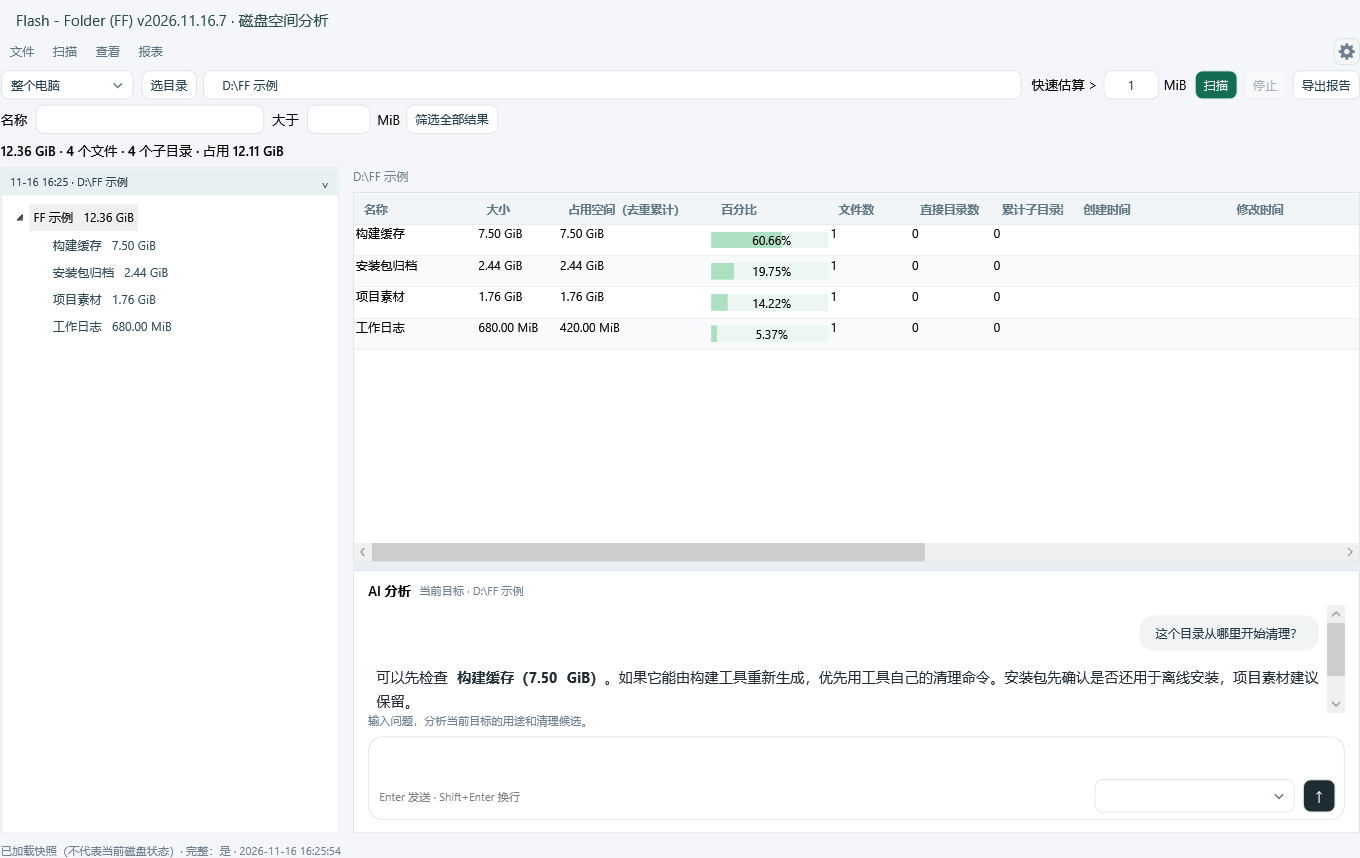 Flash - Folder (FF) v2026.11.16.7 · 磁盘空间分析
文件 扫描 查看 报表
整个电脑 选目录 D:\FF 示例 快速估算 > 1 MiB 扫描 停止 导出报告
名称 大于 MiB 筛选全部结果
12.36 GiB · 4 个文件 · 4 个子目录 · 占用 12.11 GiB
11-16 16:25 · D:\FF 示例
FF 示例 12.36 GiB
构建缓存 7.50 GiB
安装包归档 2.44 GiB
项目素材 1.76 GiB
工作日志 680.00 MiB
D:\FF 示例
名称 大小 占用空间（去重累计） 百分比 文件数 直接目录数 累计子目录 创建时间 修改时间
构建缓存 7.50 GiB 7.50 GiB 60.66% 1 0 0
安装包归档 2.44 GiB 2.44 GiB 19.75% 1 0 0
项目素材 1.76 GiB 1.76 GiB 14.22% 1 0 0
工作日志 680.00 MiB 420.00 MiB 5.37% 1 0 0
AI 分析 当前目标 · D:\FF 示例
这个目录从哪里开始清理？
可以先检查 构建缓存（7.50 GiB）。如果它能由构建工具重新生成，优先用工具自己的清理命令。安装包先确认是否还用于离线安装，项目素材建议
保留。
输入问题，分析当前目标的用途和清理候选。
Enter 发送 · Shift+Enter 换行
已加载快照（不代表当前磁盘状态）· 完整：是 · 2026-11-16 16:25:54